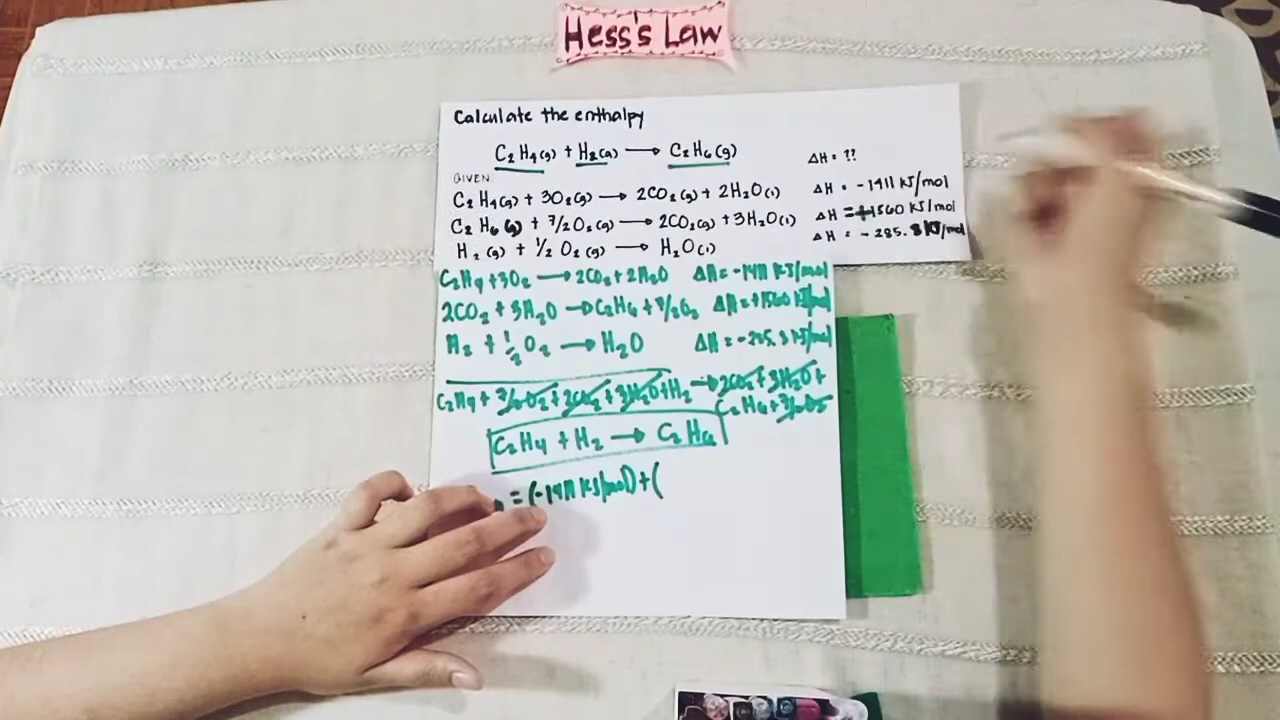 Hess's Law
Calculate the enthalpy
C₂H₄(g) + H₂(g) → C₂H₆(g) ΔH = ??
GIVEN:
C₂H₄(g) + 3O₂(g) → 2CO₂(g) + 2H₂O(l) ΔH = -1411 KJ/mol
C₂H₆(g) + 7/2O₂(g) → 2CO₂(g) + 3H₂O(l) ΔH = +1560 KJ/mol
H₂(g) + 1/2 O₂(g) → H₂O(l) ΔH = -285.8 KJ/mol
C₂H₄ + 3O₂ → 2CO₂ + 2H₂O ΔH = -1411 KJ/mol
2CO₂ + 3H₂O → C₂H₆ + 7/2O₂ ΔH = +1560 KJ/mol
H₂ + 1/2 O₂ → H₂O ΔH = -285.8 KJ/mol
C₂H₄ + 7/2O₂ + 2CO₂ + 3H₂O + H₂ → 2CO₂ + 3H₂O +
C₂H₆ + 7/2O₂
C₂H₄ + H₂ → C₂H₆
= (-1411 KJ/mol) + (